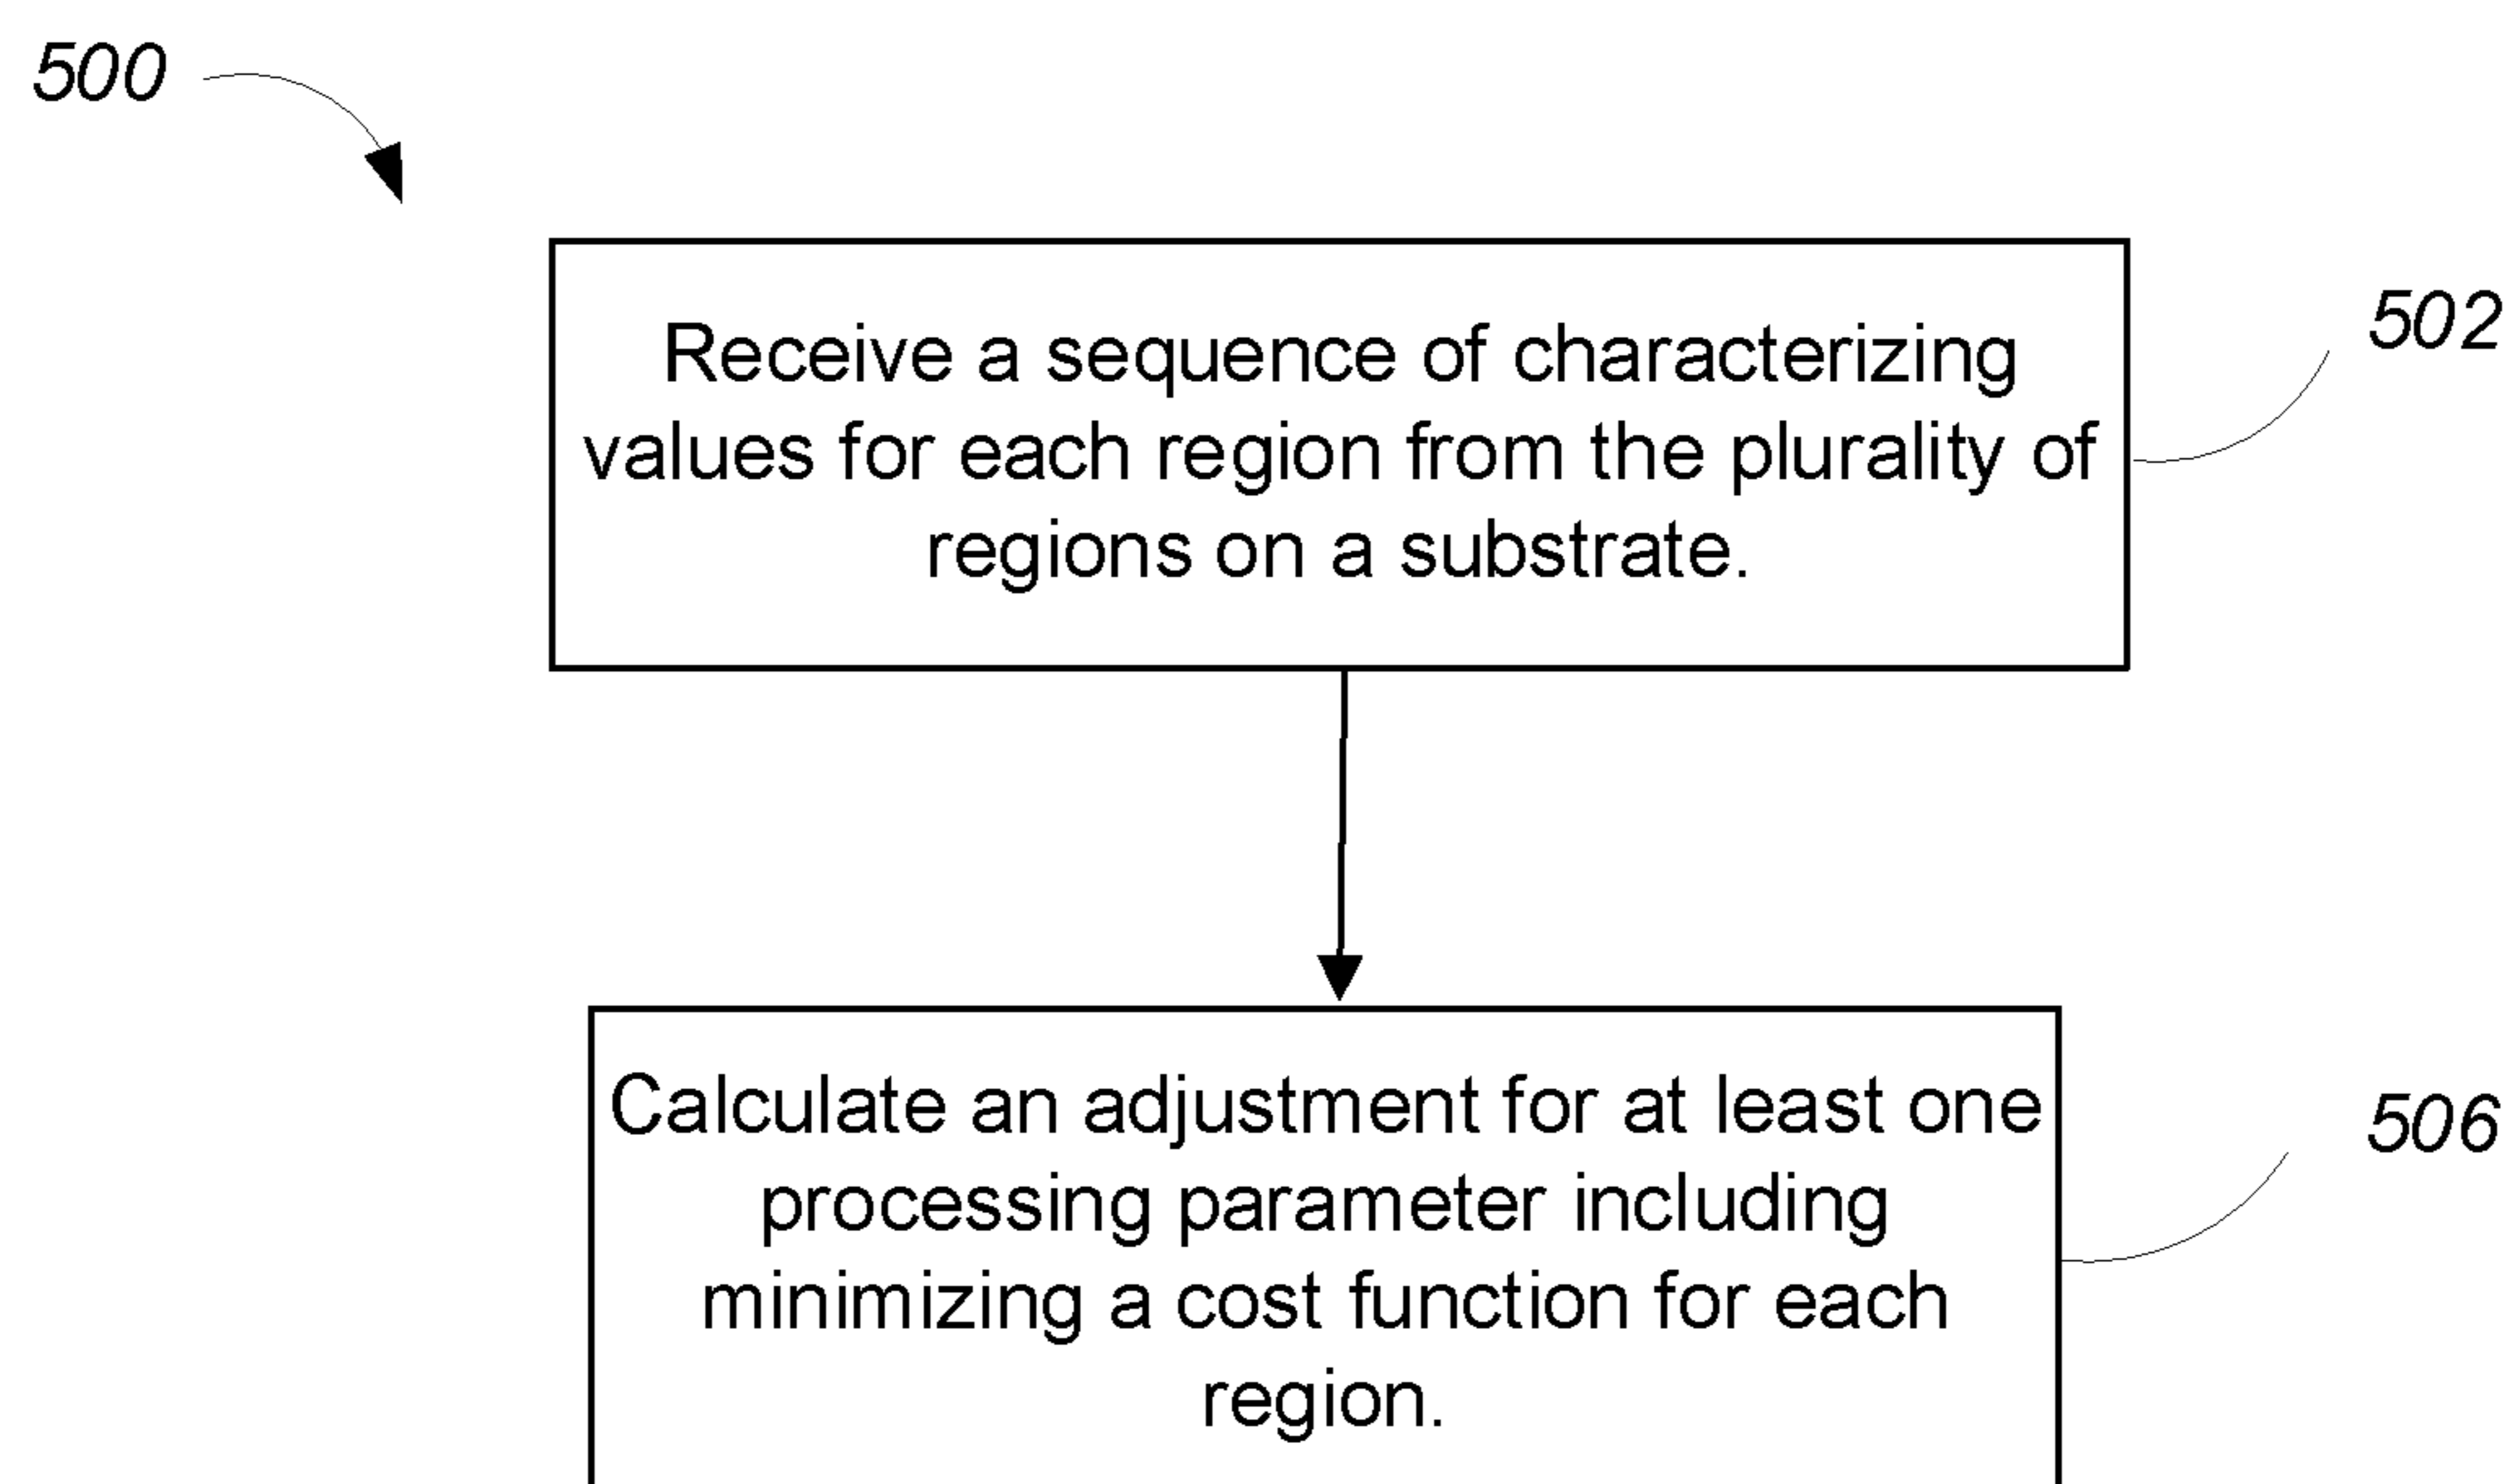 500
Receive a sequence of characterizing
values for each region from the plurality of
regions on a substrate.
502
Calculate an adjustment for at least one
processing parameter including
minimizing a cost function for each
region.
506